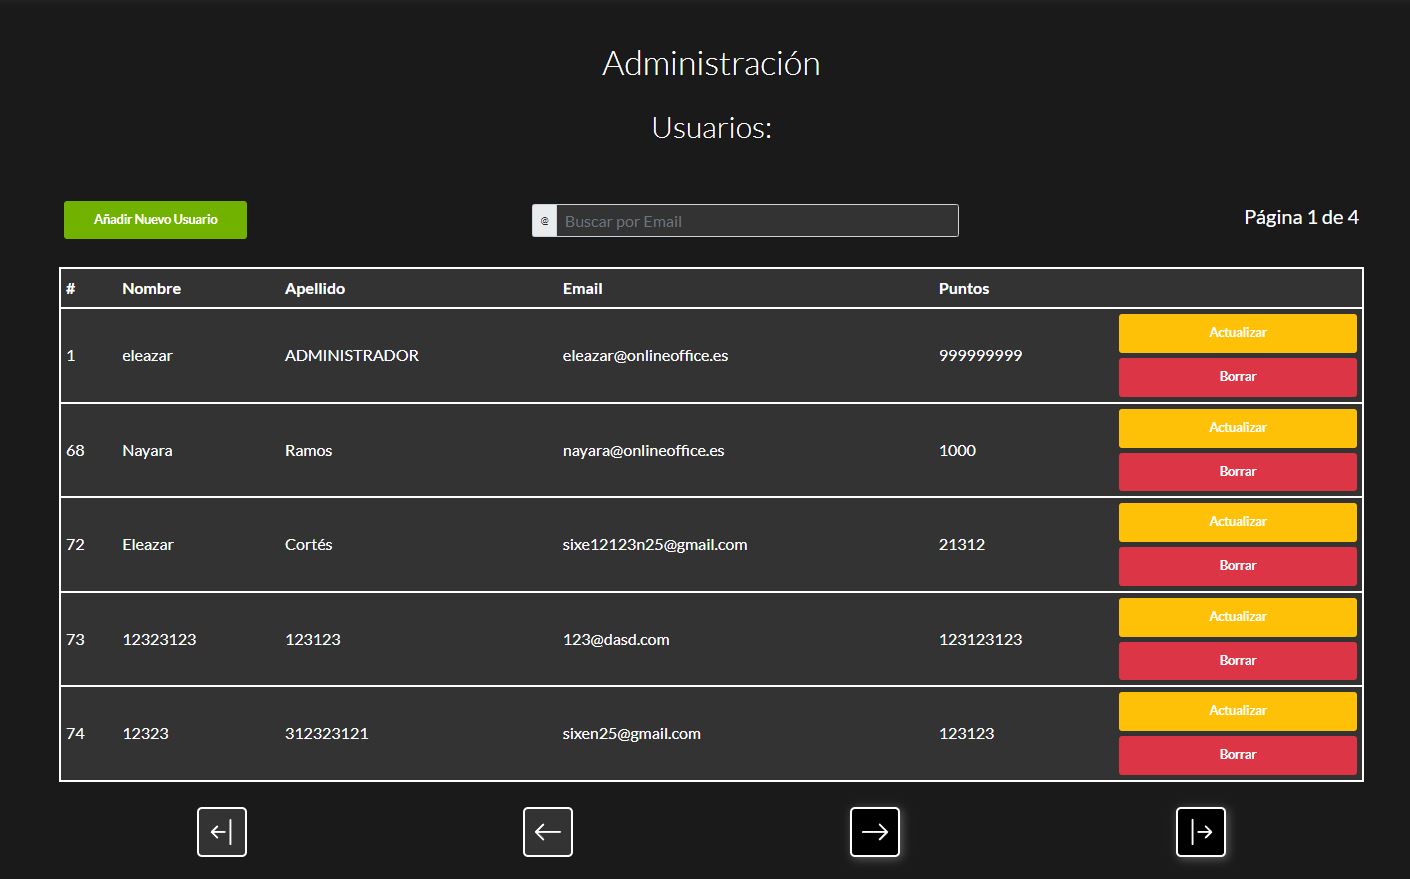 Administración
Usuarios:
Añadir Nuevo Usuario
@ Buscar por Email
Página 1 de 4
# Nombre Apellido Email Puntos
1 eleazar ADMINISTRADOR eleazar@onlineoffice.es 999999999
Actualizar
Borrar
68 Nayara Ramos nayara@onlineoffice.es 1000
Actualizar
Borrar
72 Eleazar Cortés sixe12123n25@gmail.com 21312
Actualizar
Borrar
73 12323123 123123 123@dasd.com 123123123
Actualizar
Borrar
74 12323 312323121 sixen25@gmail.com 123123
Actualizar
Borrar